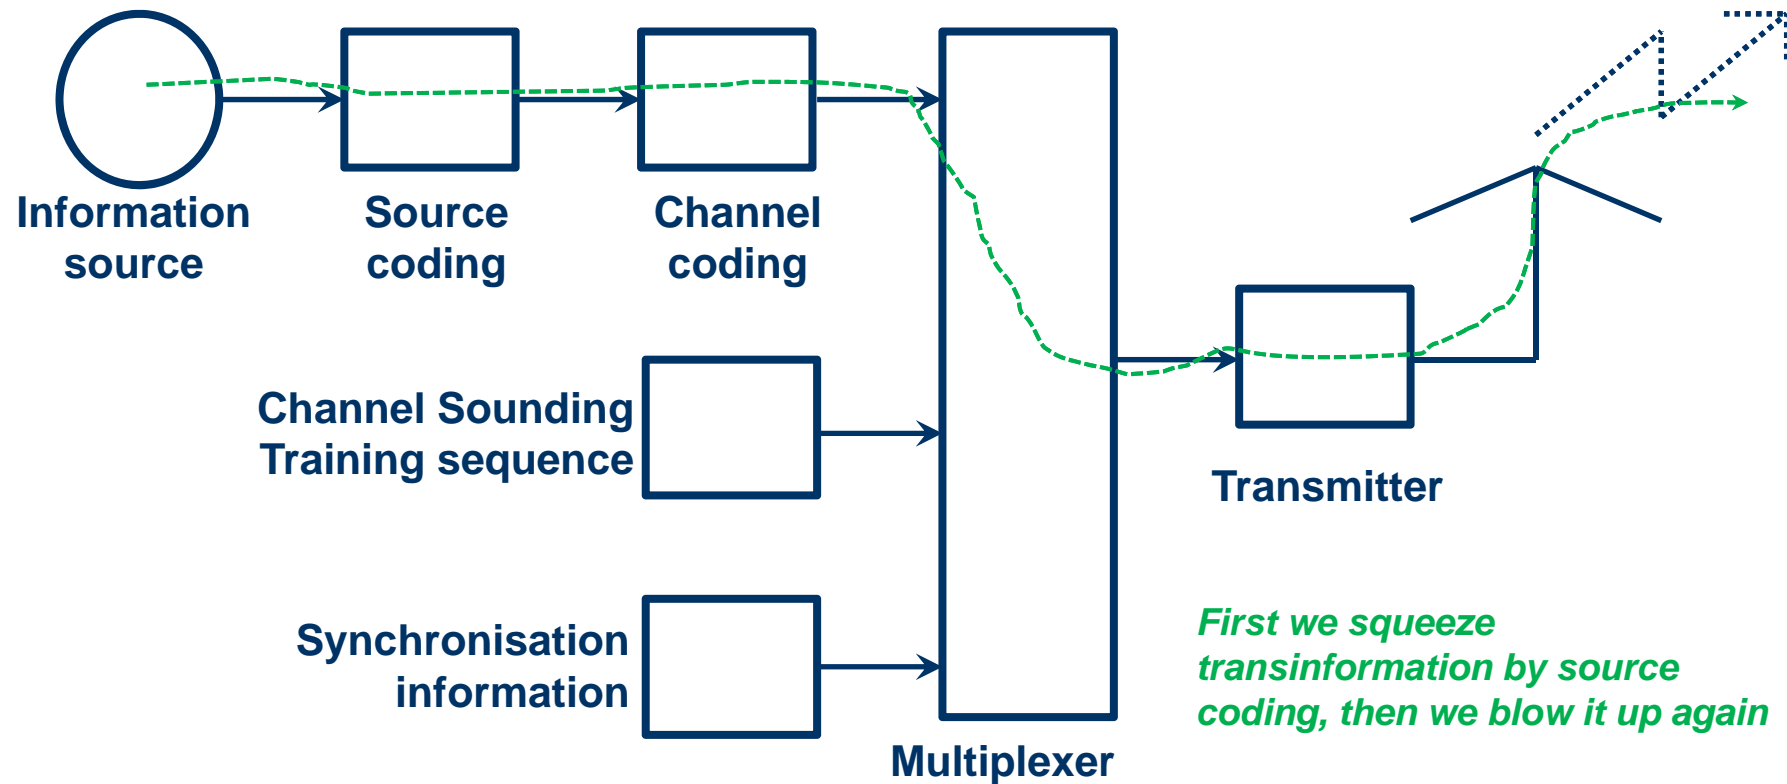 Information
source
Source
coding
Channel
coding
Channel Sounding
Training sequence
Transmitter
Synchronisation
information
First we squeeze
transinformation by source
coding, then we blow it up again
Multiplexer